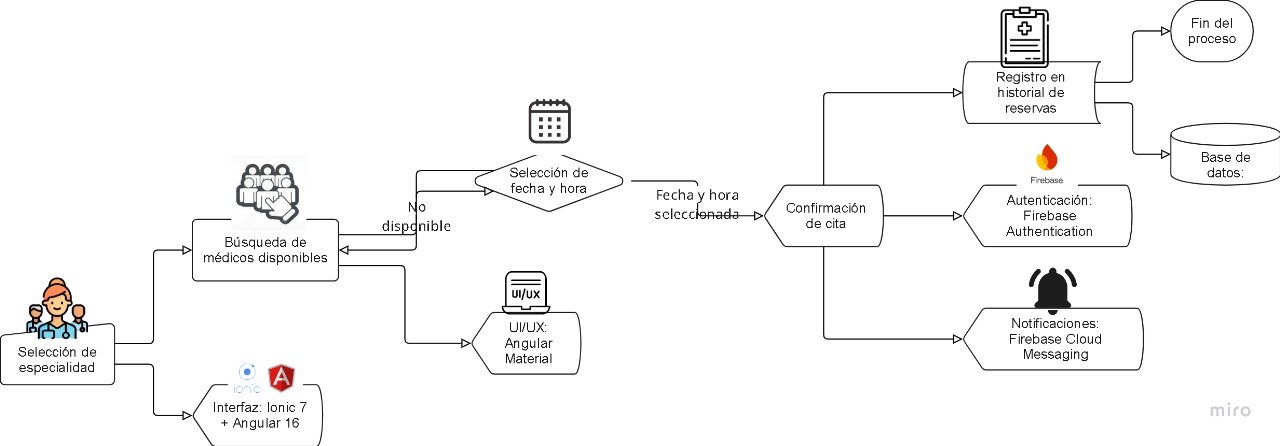 Fin del
proceso
Registro en
historial de
reservas
Base de
datos:
Selección de
fecha y hora
No
disponible
Fecha y hora
seleccionada
Confirmación
de cita
Firebase
Autenticación:
Firebase
Authentication
Búsqueda de
médicos disponibles
UI/UX
UI/UX:
Angular
Material
Notificaciones:
Firebase Cloud
Messaging
Selección de
especialidad
ionic
A
Interfaz: Ionic 7
+ Angular 16
miro